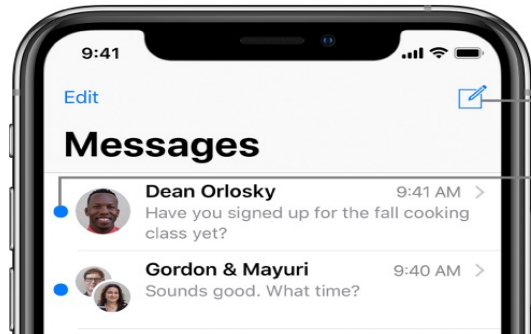 9:41
Edit
Messages
Dean Orlosky 9:41 AM
Have you signed up for the fall cooking
class yet?
Gordon & Mayuri 9:40 AM
Sounds good. What time?